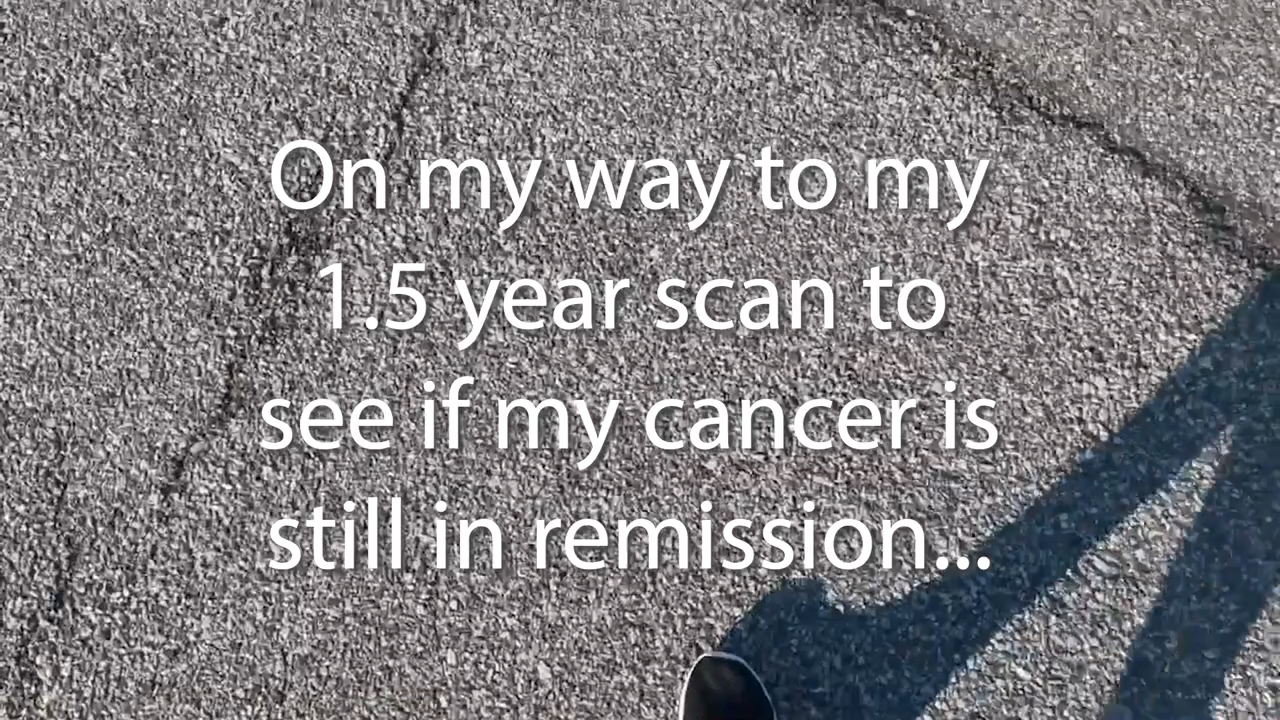 On my way to my
1.5 year scan to
see if my cancer is
still in remission...